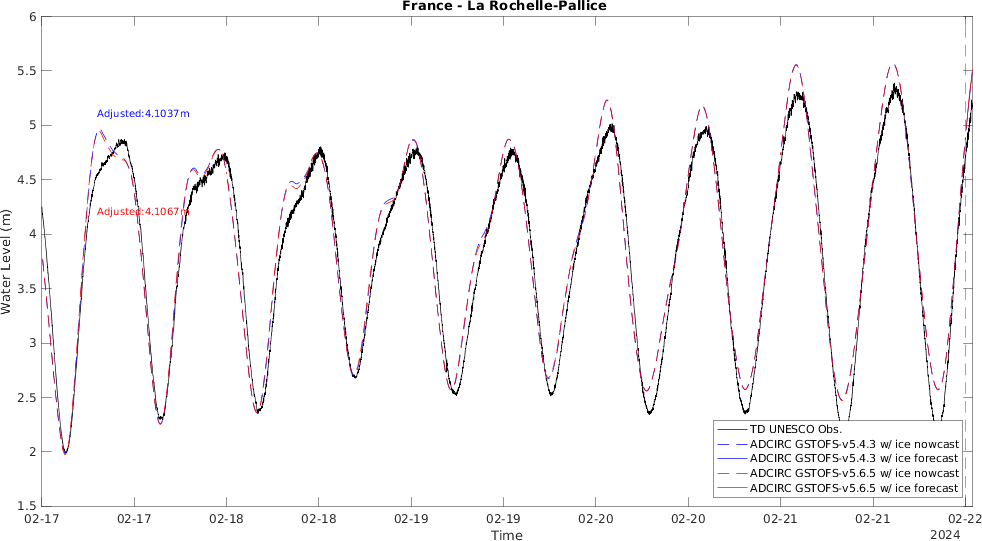 France - La Rochelle-Pallice
6
5.5
5
4.5
4
3.5
3
2.5
2
1.5
Water Level (m)
Adjusted:4.1037m
Adjusted:4.1067m
TD UNESCO Obs.
ADCIRC GSTOFS-v5.4.3 w/ ice nowcast
ADCIRC GSTOFS-v5.4.3 w/ ice forecast
ADCIRC GSTOFS-v5.6.5 w/ ice nowcast
ADCIRC GSTOFS-v5.6.5 w/ ice forecast
02-17 02-17 02-18 02-18 02-19 02-19 02-20 02-20 02-21 02-21 02-22
Time
2024